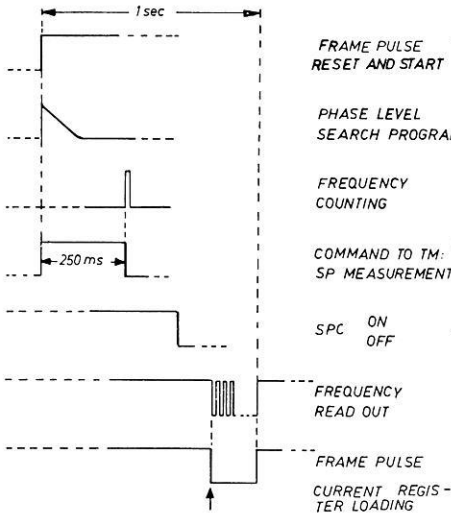 1 sec
FRAME PULSE
RESET AND START
PHASE LEVEL
SEARCH PROGRA
FREQUENCY
COUNTING
COMMAND TO TM:
250 ms
SP MEASUREMENT
SPC ON
OFF
FREQUENCY
READ OUT
FRAME PULSE
CURRENT REGIS-
TER LOADING